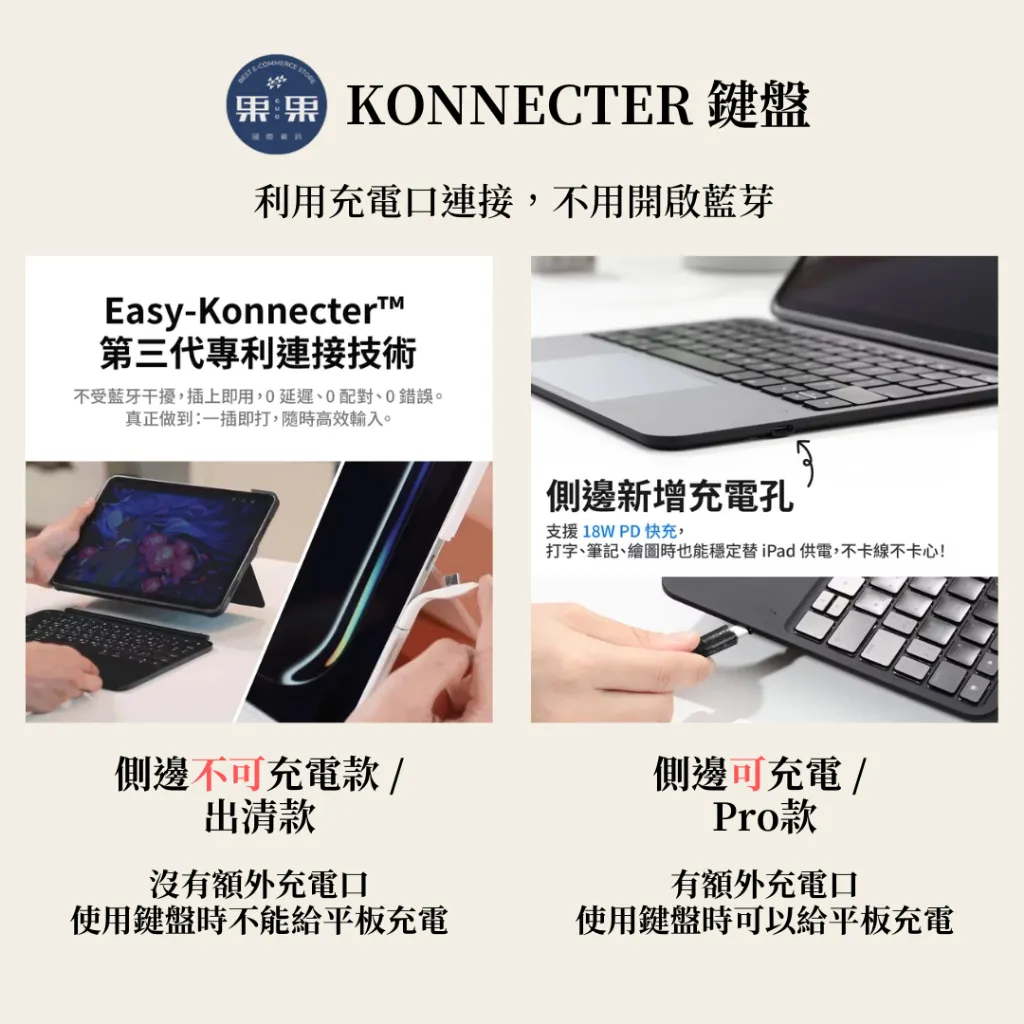 BEST E-COMMERCE STORE
果 GUO 果
國際資訊
KONNECTER 鍵盤
利用充電口連接，不用開啟藍芽
Easy-Konnecter™
第三代專利連接技術
不受藍牙干擾，插上即用，0 延遲、0 配對、0 錯誤。
真正做到：一插即打，隨時高效輸入。
側邊新增充電孔
支援 18W PD 快充，
打字、筆記、繪圖時也能穩定替 iPad 供電，不卡線不卡心！
側邊不可充電款 /
出清款
沒有額外充電口
使用鍵盤時不能給平板充電
側邊可充電 /
Pro款
有額外充電口
使用鍵盤時可以給平板充電